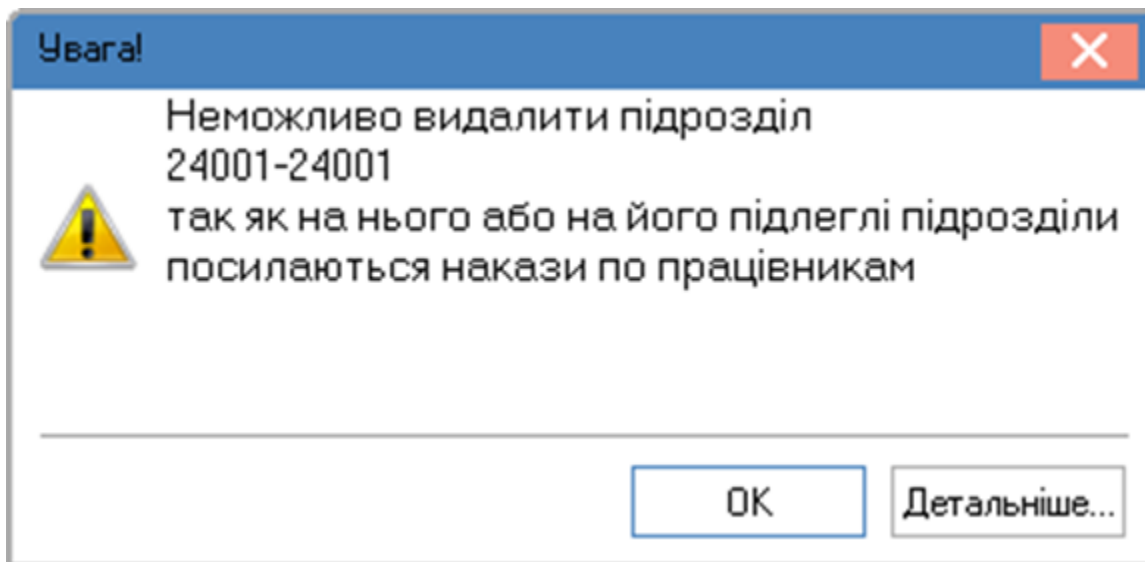 Увага!
Неможливо видалити підрозділ
24001-24001
так як на нього або на його підлеглі підрозділи
посилаються накази по працівникам
OK
Детальніше...